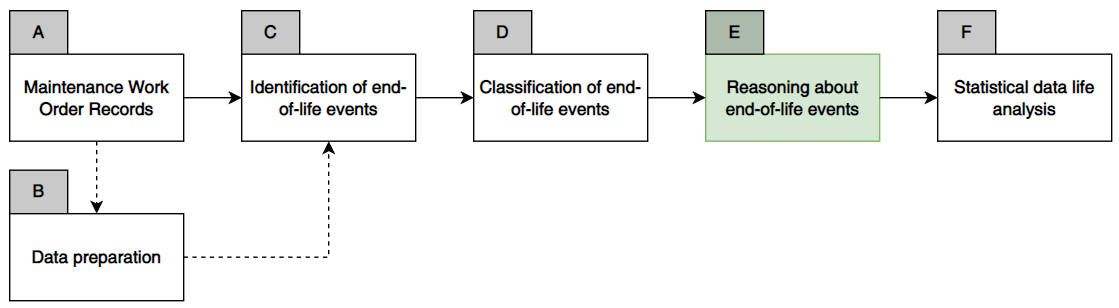 A
Maintenance Work
Order Records
C
Identification of end-
of-life events
D
Classification of end-
of-life events
E
Reasoning about
end-of-life events
F
Statistical data life
analysis
B
Data preparation